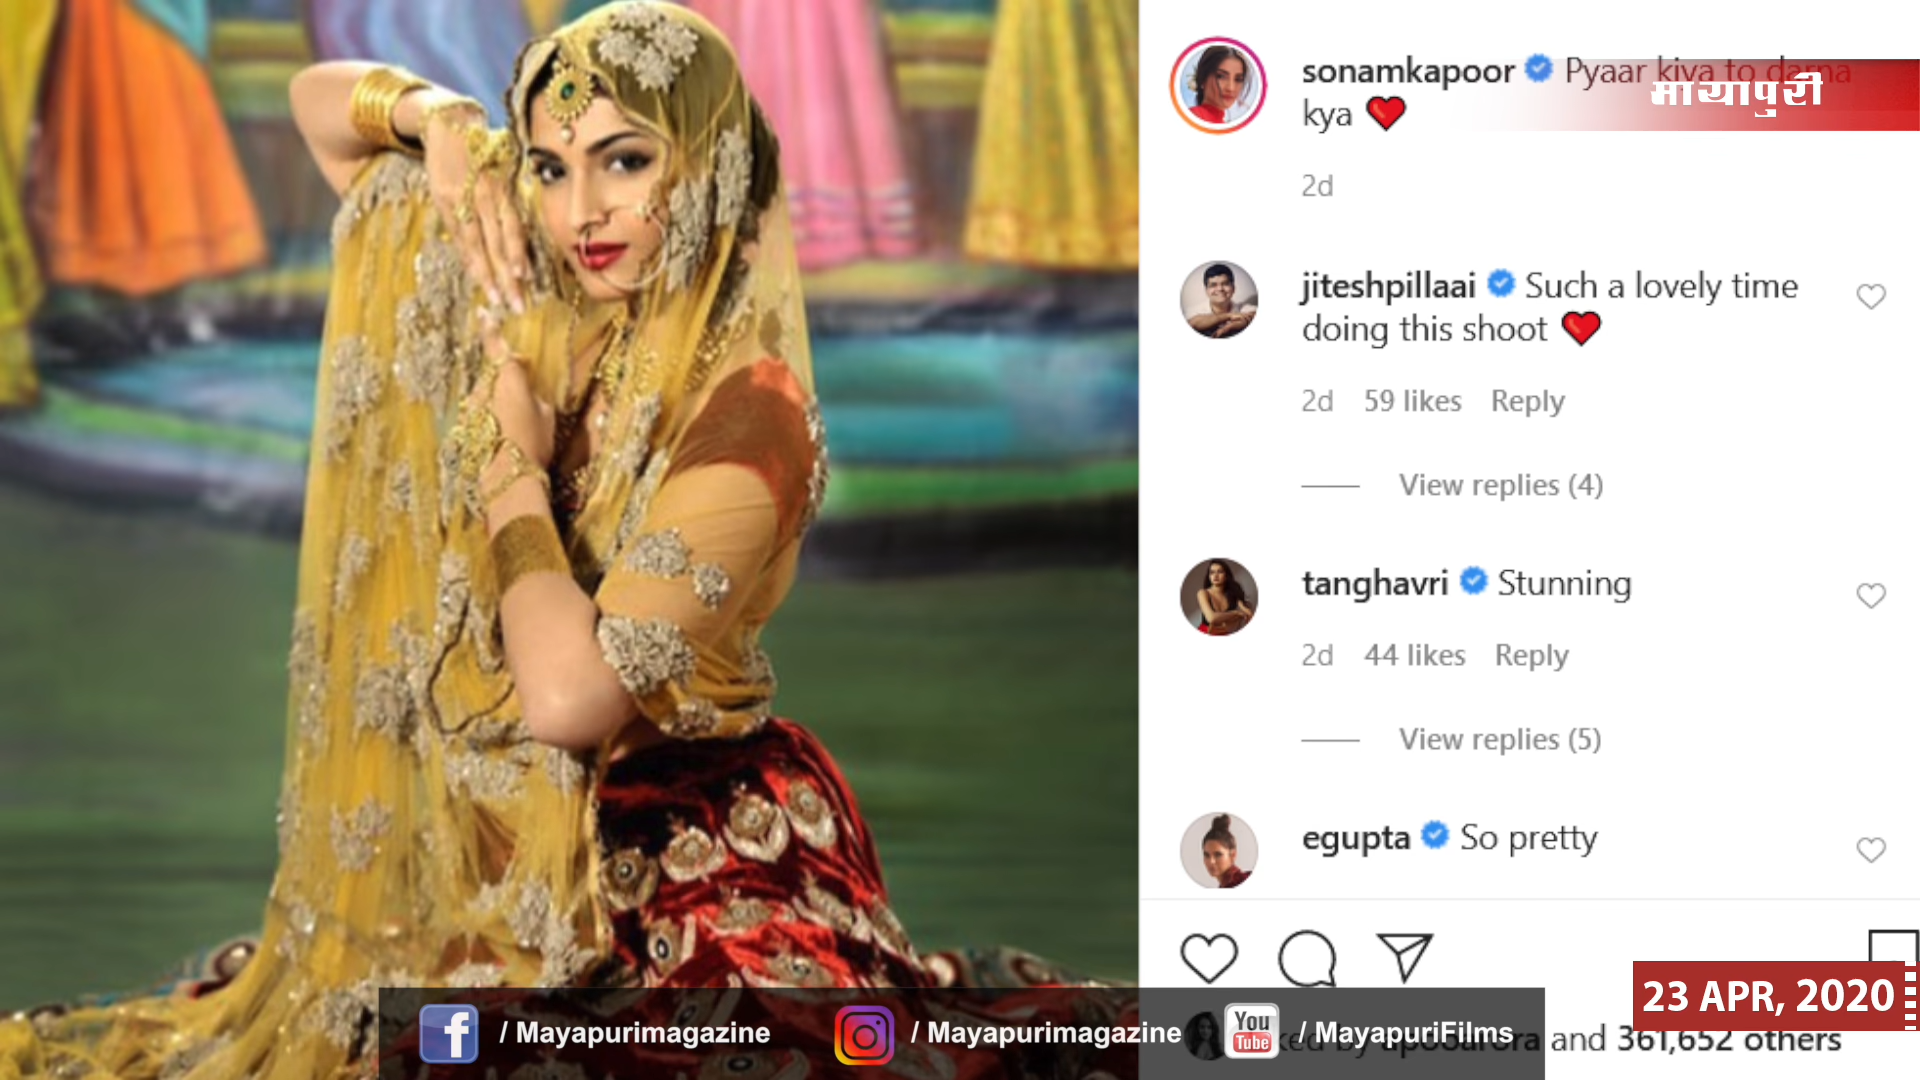 sonamkapoor Pyaar kiya to darna
मायापुरी
kya ❤️
2d
jiteshpillaai Such a lovely time
doing this shoot ❤️
2d 59 likes Reply
View replies (4)
tanghavri Stunning
2d 44 likes Reply
View replies (5)
egupta So pretty
23 APR, 2020
/ Mayapurimagazine
/ Mayapurimagazine
You
Tube
/ MayapuriFilms
and 361,652 others